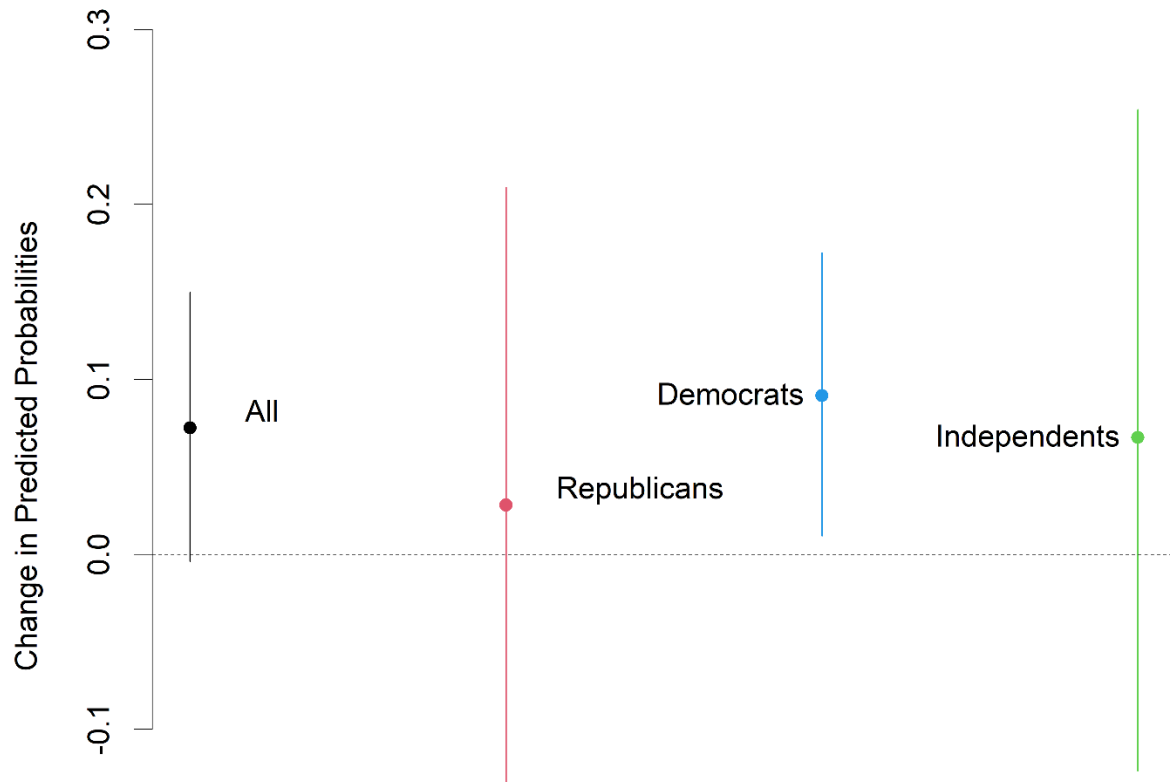 Change in Predicted Probabilities
0.3
0.2
0.1
0.0
-0.1
All
Republicans
Democrats
Independents